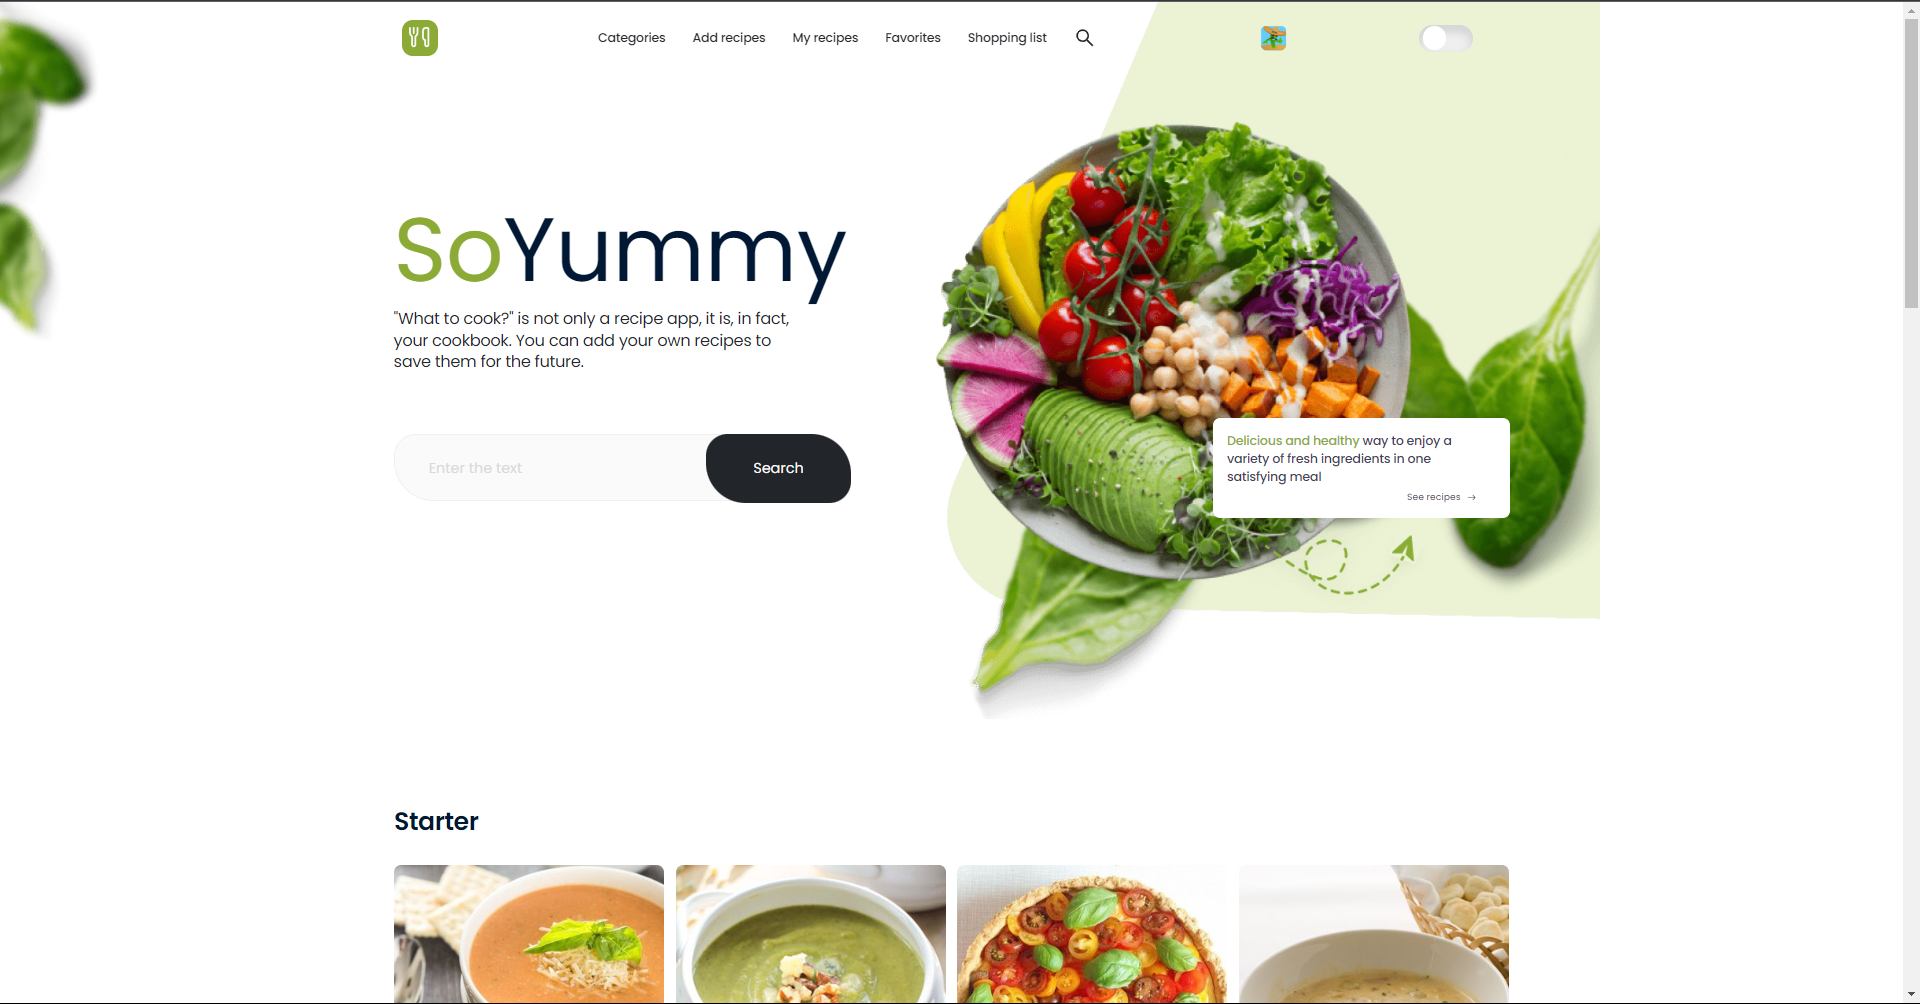 Categories Add recipes My recipes Favorites Shopping list
SoYummy
"What to cook?" is not only a recipe app, it is, in fact,
your cookbook. You can add your own recipes to
save them for the future.
Enter the text
Search
Delicious and healthy way to enjoy a
variety of fresh ingredients in one
satisfying meal
See recipes →
Starter